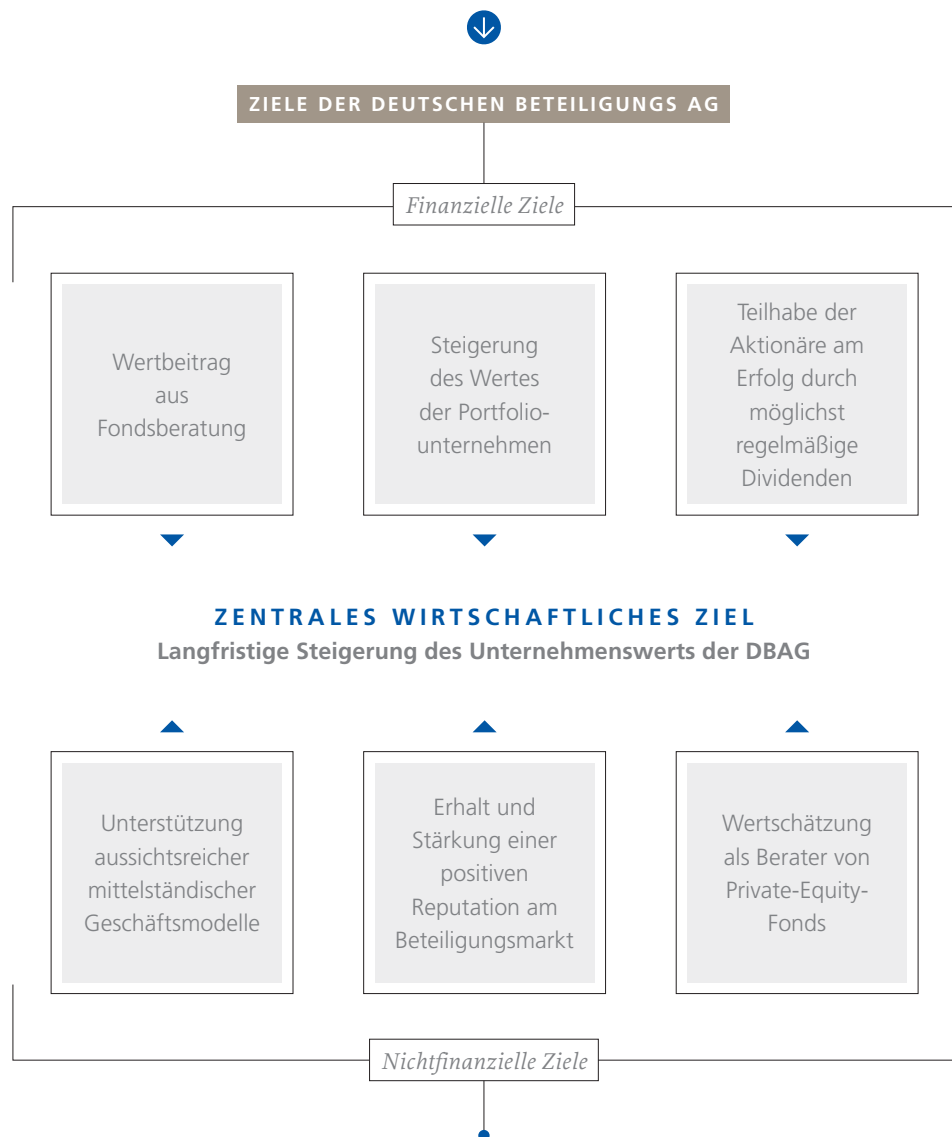 ZIELE DER DEUTSCHEN BETEILIGUNGS AG
Finanzielle Ziele
Wertbeitrag
aus
Fondsberatung
Steigerung
des Wertes
der Portfolio-
unternehmen
Teilhabe der
Aktionäre am
Erfolg durch
möglichst
regelmäßige
Dividenden
ZENTRALES WIRTSCHAFTLICHES ZIEL
Langfristige Steigerung des Unternehmenswerts der DBAG
Unterstützung
aussichtsreicher
mittelständischer
Geschäftsmodelle
Erhalt und
Stärkung einer
positiven
Reputation am
Beteiligungsmarkt
Wertschätzung
als Berater von
Private-Equity-
Fonds
Nichtfinanzielle Ziele